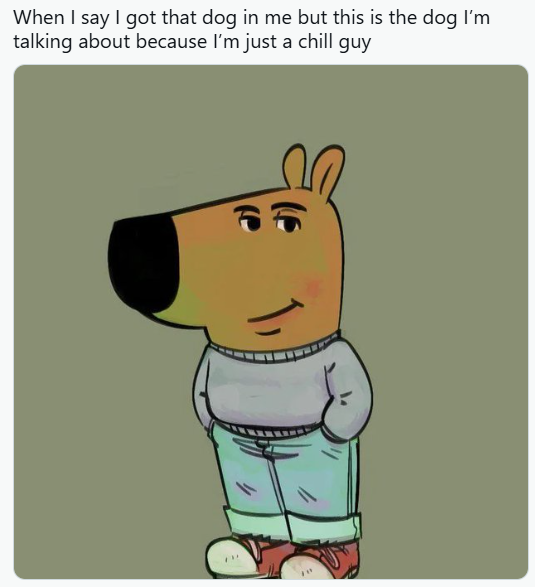 When I say I got that dog in me but this is the dog I’m
talking about because I’m just a chill guy